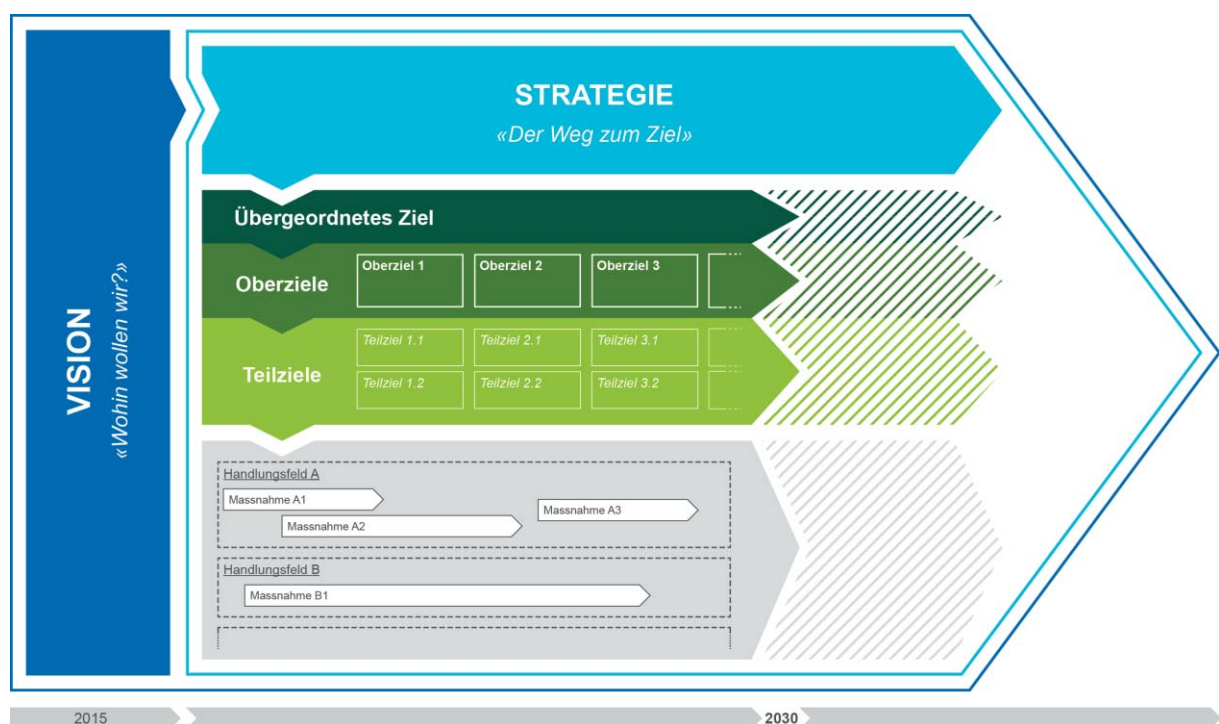 VISION
«Wohin wollen wir?»
STRATEGIE
«Der Weg zum Ziel»
Übergeordnetes Ziel
Oberziele
Oberziel 1
Oberziel 2
Oberziel 3
Teilziele
Teilziel 1.1
Teilziel 2.1
Teilziel 3.1
Teilziel 1.2
Teilziel 2.2
Teilziel 3.2
Handlungsfeld A
Massnahme A1
Massnahme A2
Massnahme A3
Handlungsfeld B
Massnahme B1
2015
2030